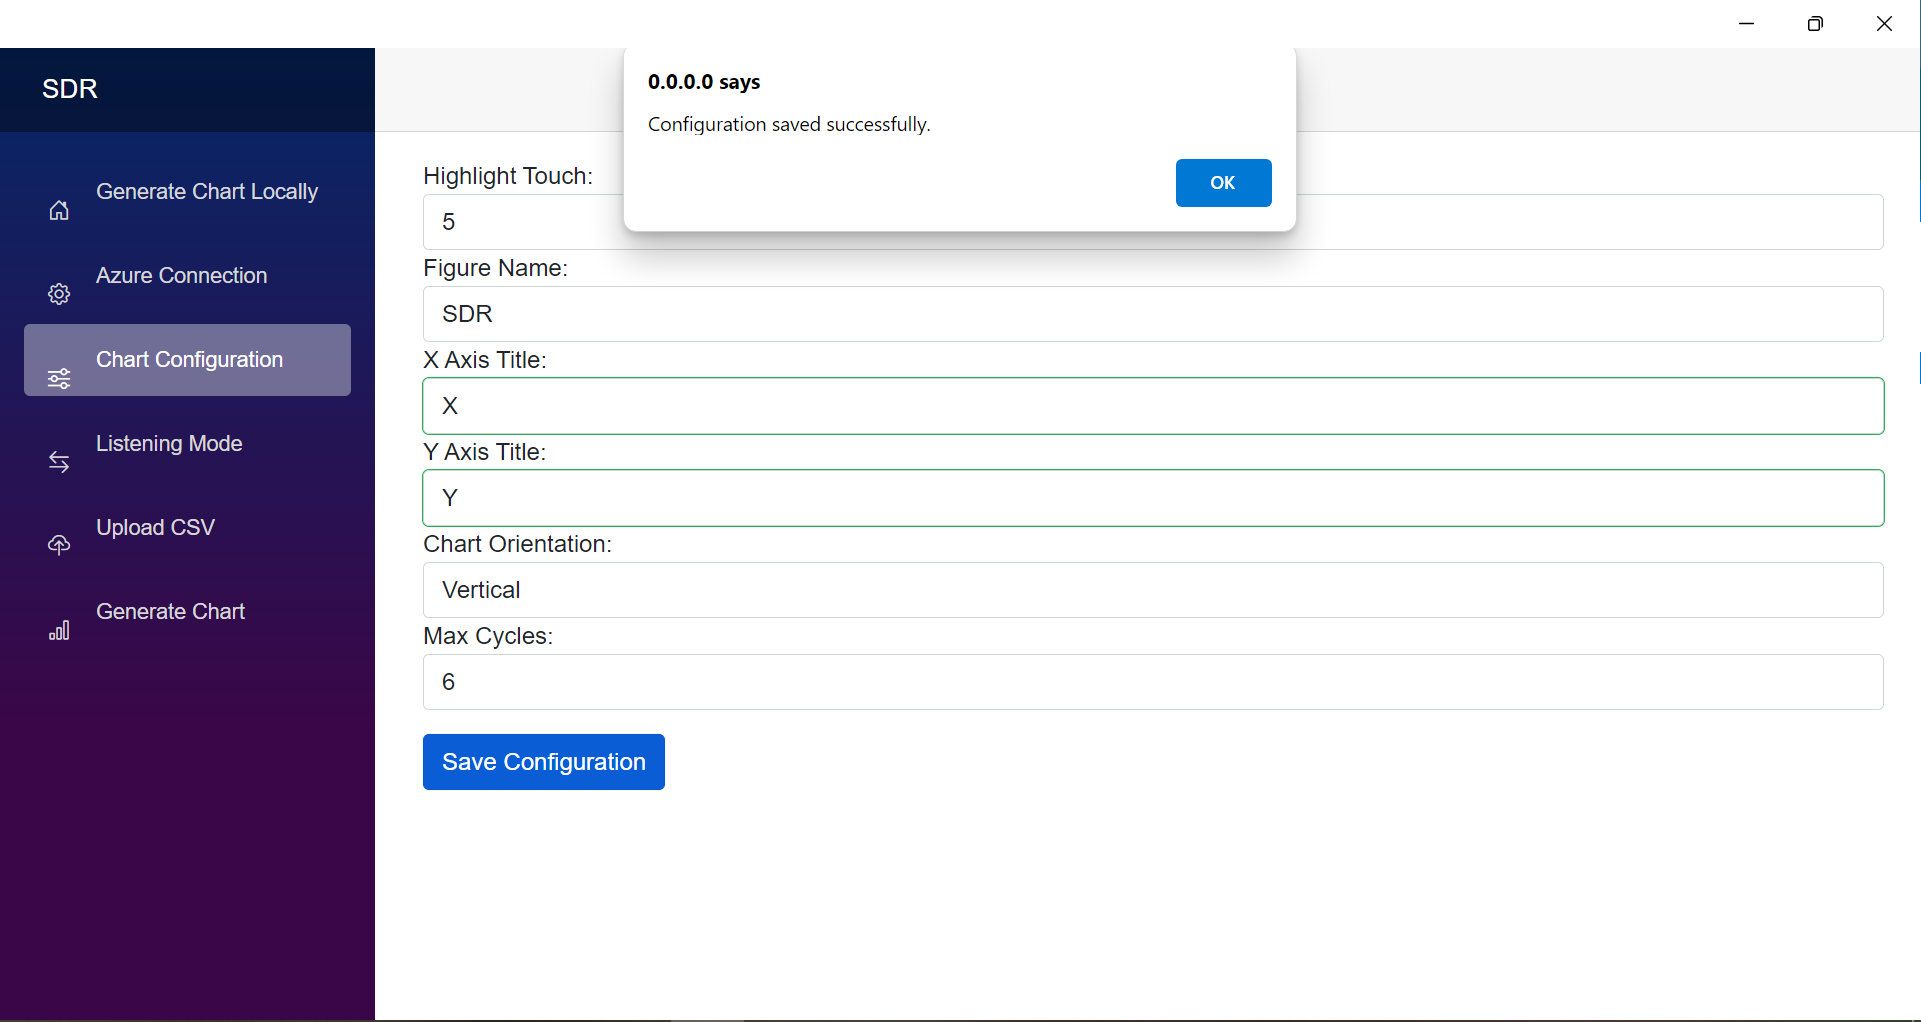 SDR
Generate Chart Locally
Azure Connection
Chart Configuration
Listening Mode
Upload CSV
Generate Chart
0.0.0.0 says
Configuration saved successfully.
OK
Highlight Touch:
5
Figure Name:
SDR
X Axis Title:
X
Y Axis Title:
Y
Chart Orientation:
Vertical
Max Cycles:
6
Save Configuration